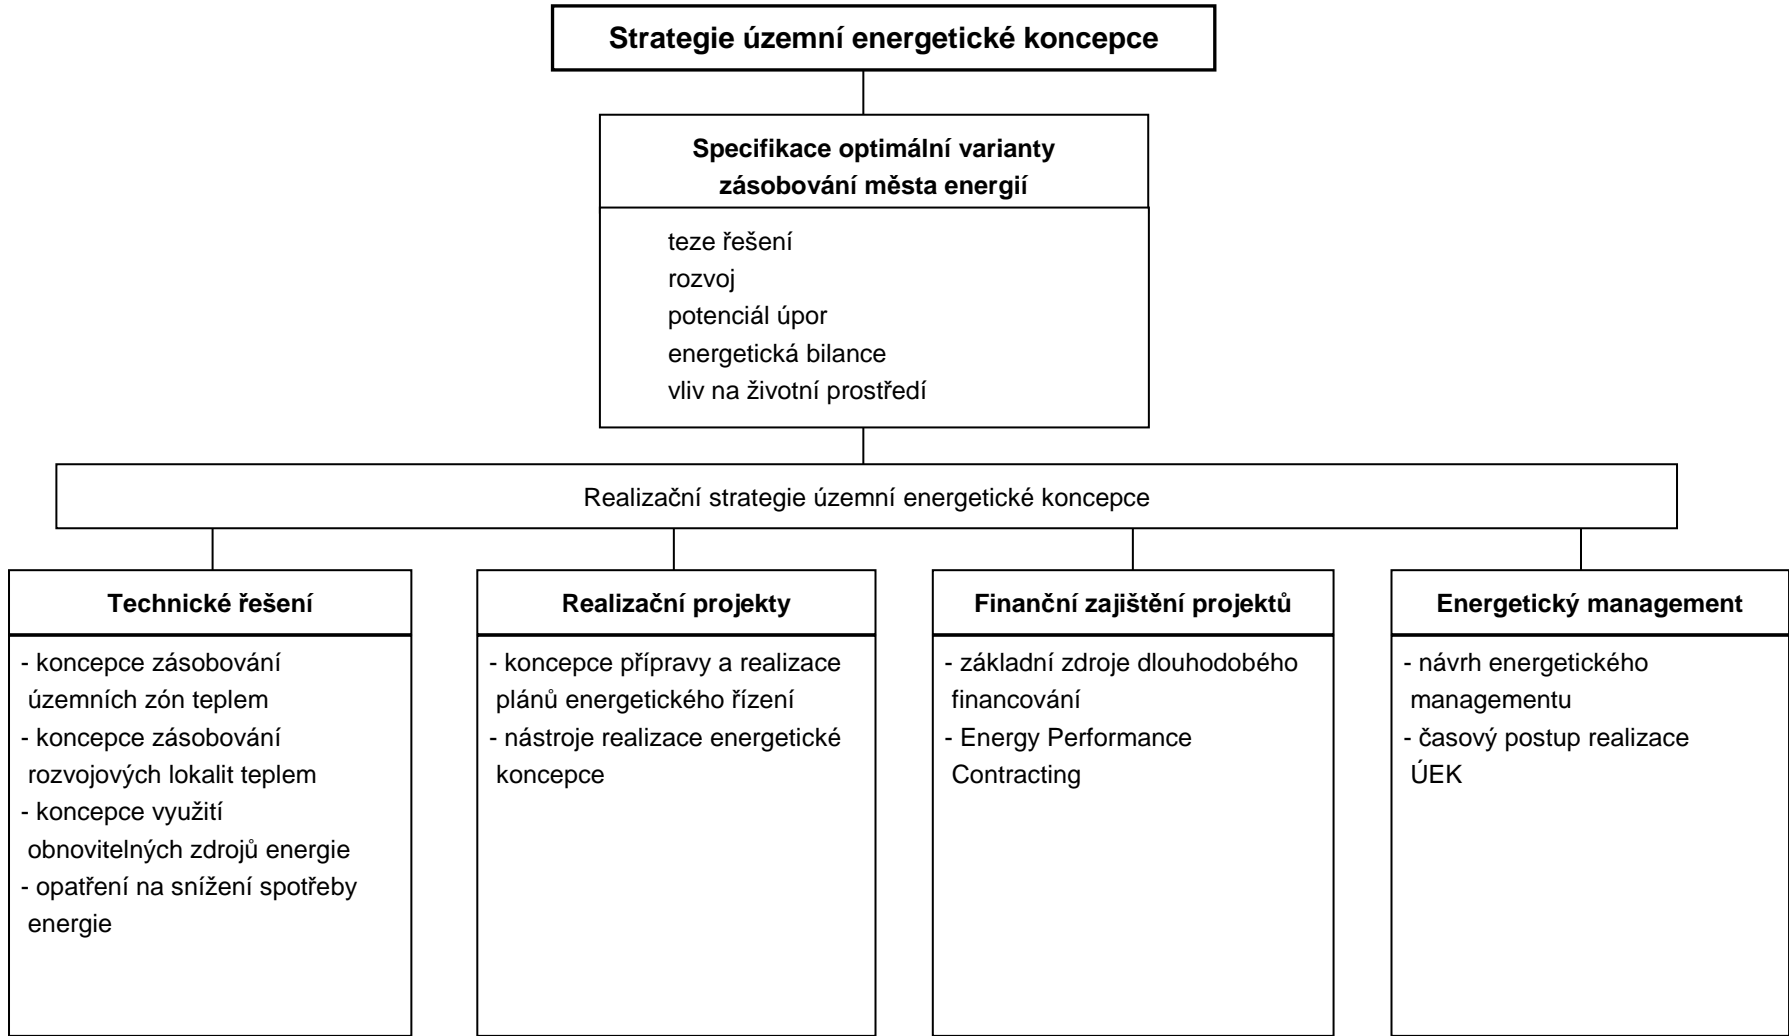 Strategie územní energetické koncepce
Specifikace optimální varianty
zásobování města energií
teze řešení
rozvoj
potenciál úpor
energetická bilance
vliv na životní prostředí
Realizační strategie územní energetické koncepce
Technické řešení
- koncepce zásobování
územních zón teplem
- koncepce zásobování
rozvojových lokalit teplem
- koncepce využití
obnovitelných zdrojů energie
- opatření na snížení spotřeby
energie
Realizační projekty
- koncepce přípravy a realizace
plánů energetického řízení
- nástroje realizace energetické
koncepce
Finanční zajištění projektů
- základní zdroje dlouhodobého
financování
- Energy Performance
Contracting
Energetický management
- návrh energetického
managementu
- časový postup realizace
ÚEK